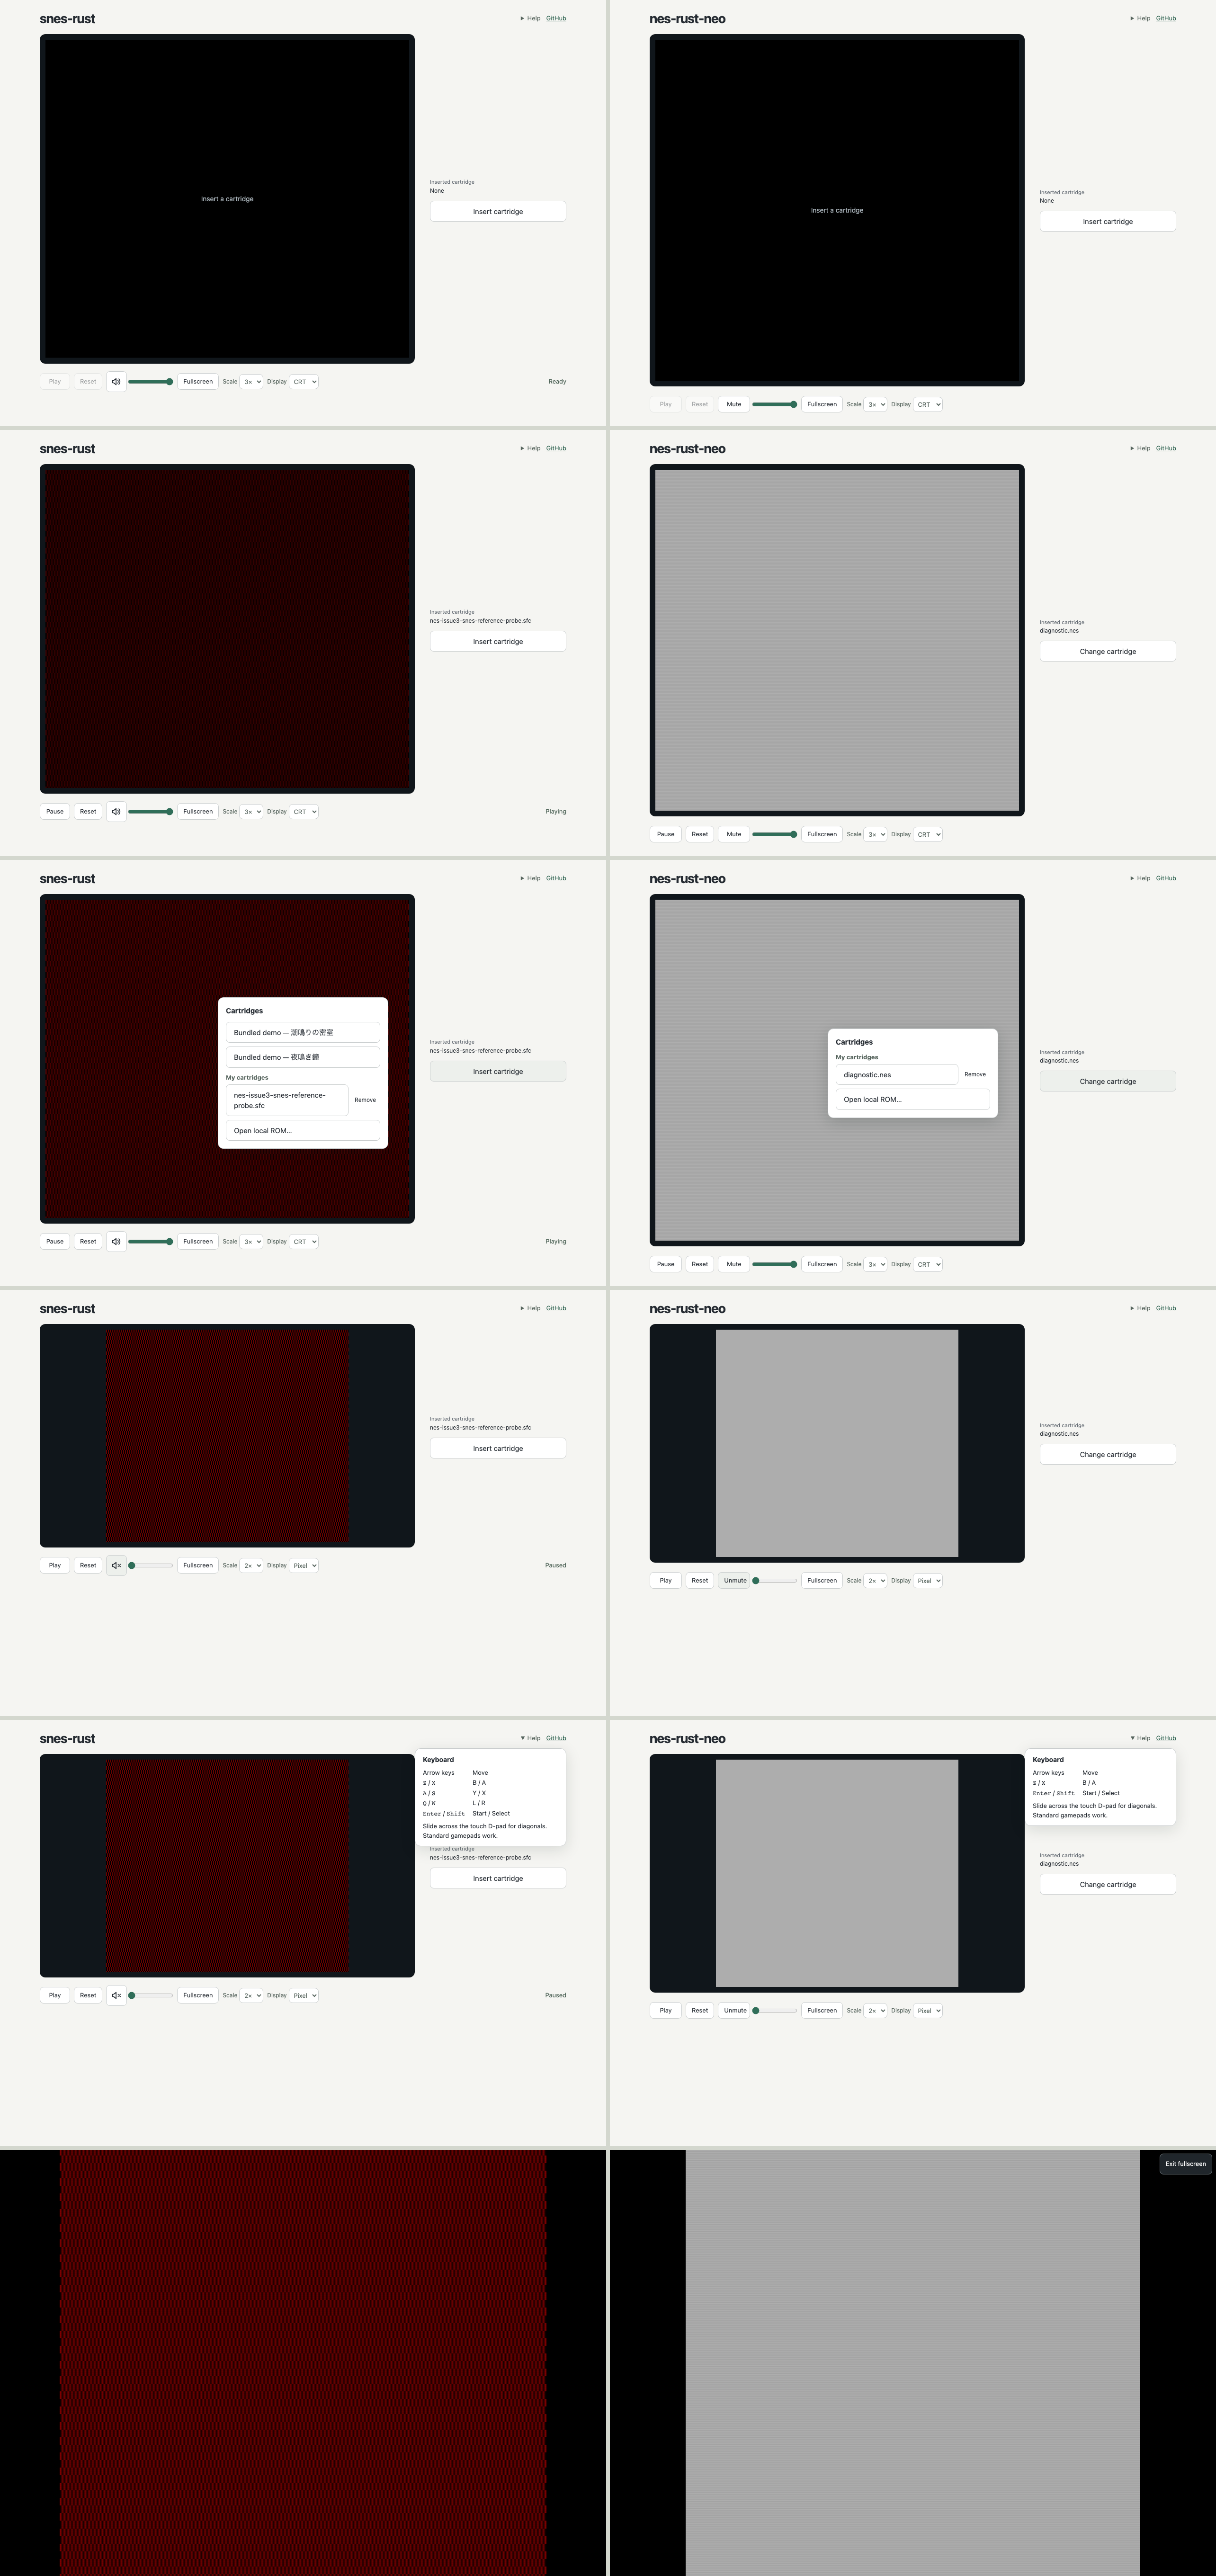 snes-rust
▶ Help GitHub
Insert a cartridge
Inserted cartridge
None
Insert cartridge
Play Reset Fullscreen Scale 3× Display CRT Ready
nes-rust-neo
▶ Help GitHub
Insert a cartridge
Inserted cartridge
None
Insert cartridge
Play Reset Mute Fullscreen Scale 3× Display CRT
snes-rust
▶ Help GitHub
Inserted cartridge
nes-issue3-snes-reference-probe.sfc
Insert cartridge
Pause Reset Fullscreen Scale 3× Display CRT Playing
nes-rust-neo
▶ Help GitHub
Inserted cartridge
diagnostic.nes
Change cartridge
Pause Reset Mute Fullscreen Scale 3× Display CRT
snes-rust
▶ Help GitHub
Cartridges
Bundled demo — 潮鳴りの密室
Bundled demo — 夜鳴き鐘
My cartridges
nes-issue3-snes-reference-
probe.sfc
Remove
Open local ROM...
Inserted cartridge
nes-issue3-snes-reference-probe.sfc
Insert cartridge
Pause Reset Fullscreen Scale 3× Display CRT Playing
nes-rust-neo
▶ Help GitHub
Cartridges
My cartridges
diagnostic.nes
Remove
Open local ROM...
Inserted cartridge
diagnostic.nes
Change cartridge
Pause Reset Mute Fullscreen Scale 3× Display CRT
snes-rust
▶ Help GitHub
Inserted cartridge
nes-issue3-snes-reference-probe.sfc
Insert cartridge
Play Reset Fullscreen Scale 2× Display Pixel Paused
nes-rust-neo
▶ Help GitHub
Inserted cartridge
diagnostic.nes
Change cartridge
Play Reset Unmute Fullscreen Scale 2× Display Pixel
snes-rust
▼ Help GitHub
Keyboard
Arrow keys Move
Z / X B / A
A / S Y / X
Q / W L / R
Enter / Shift Start / Select
Slide across the touch D-pad for diagonals.
Standard gamepads work.
Inserted cartridge
nes-issue3-snes-reference-probe.sfc
Insert cartridge
Play Reset Fullscreen Scale 2× Display Pixel Paused
nes-rust-neo
▼ Help GitHub
Keyboard
Arrow keys Move
Z / X B / A
Enter / Shift Start / Select
Slide across the touch D-pad for diagonals.
Standard gamepads work.
Inserted cartridge
diagnostic.nes
Change cartridge
Play Reset Unmute Fullscreen Scale 2× Display Pixel
Exit fullscreen